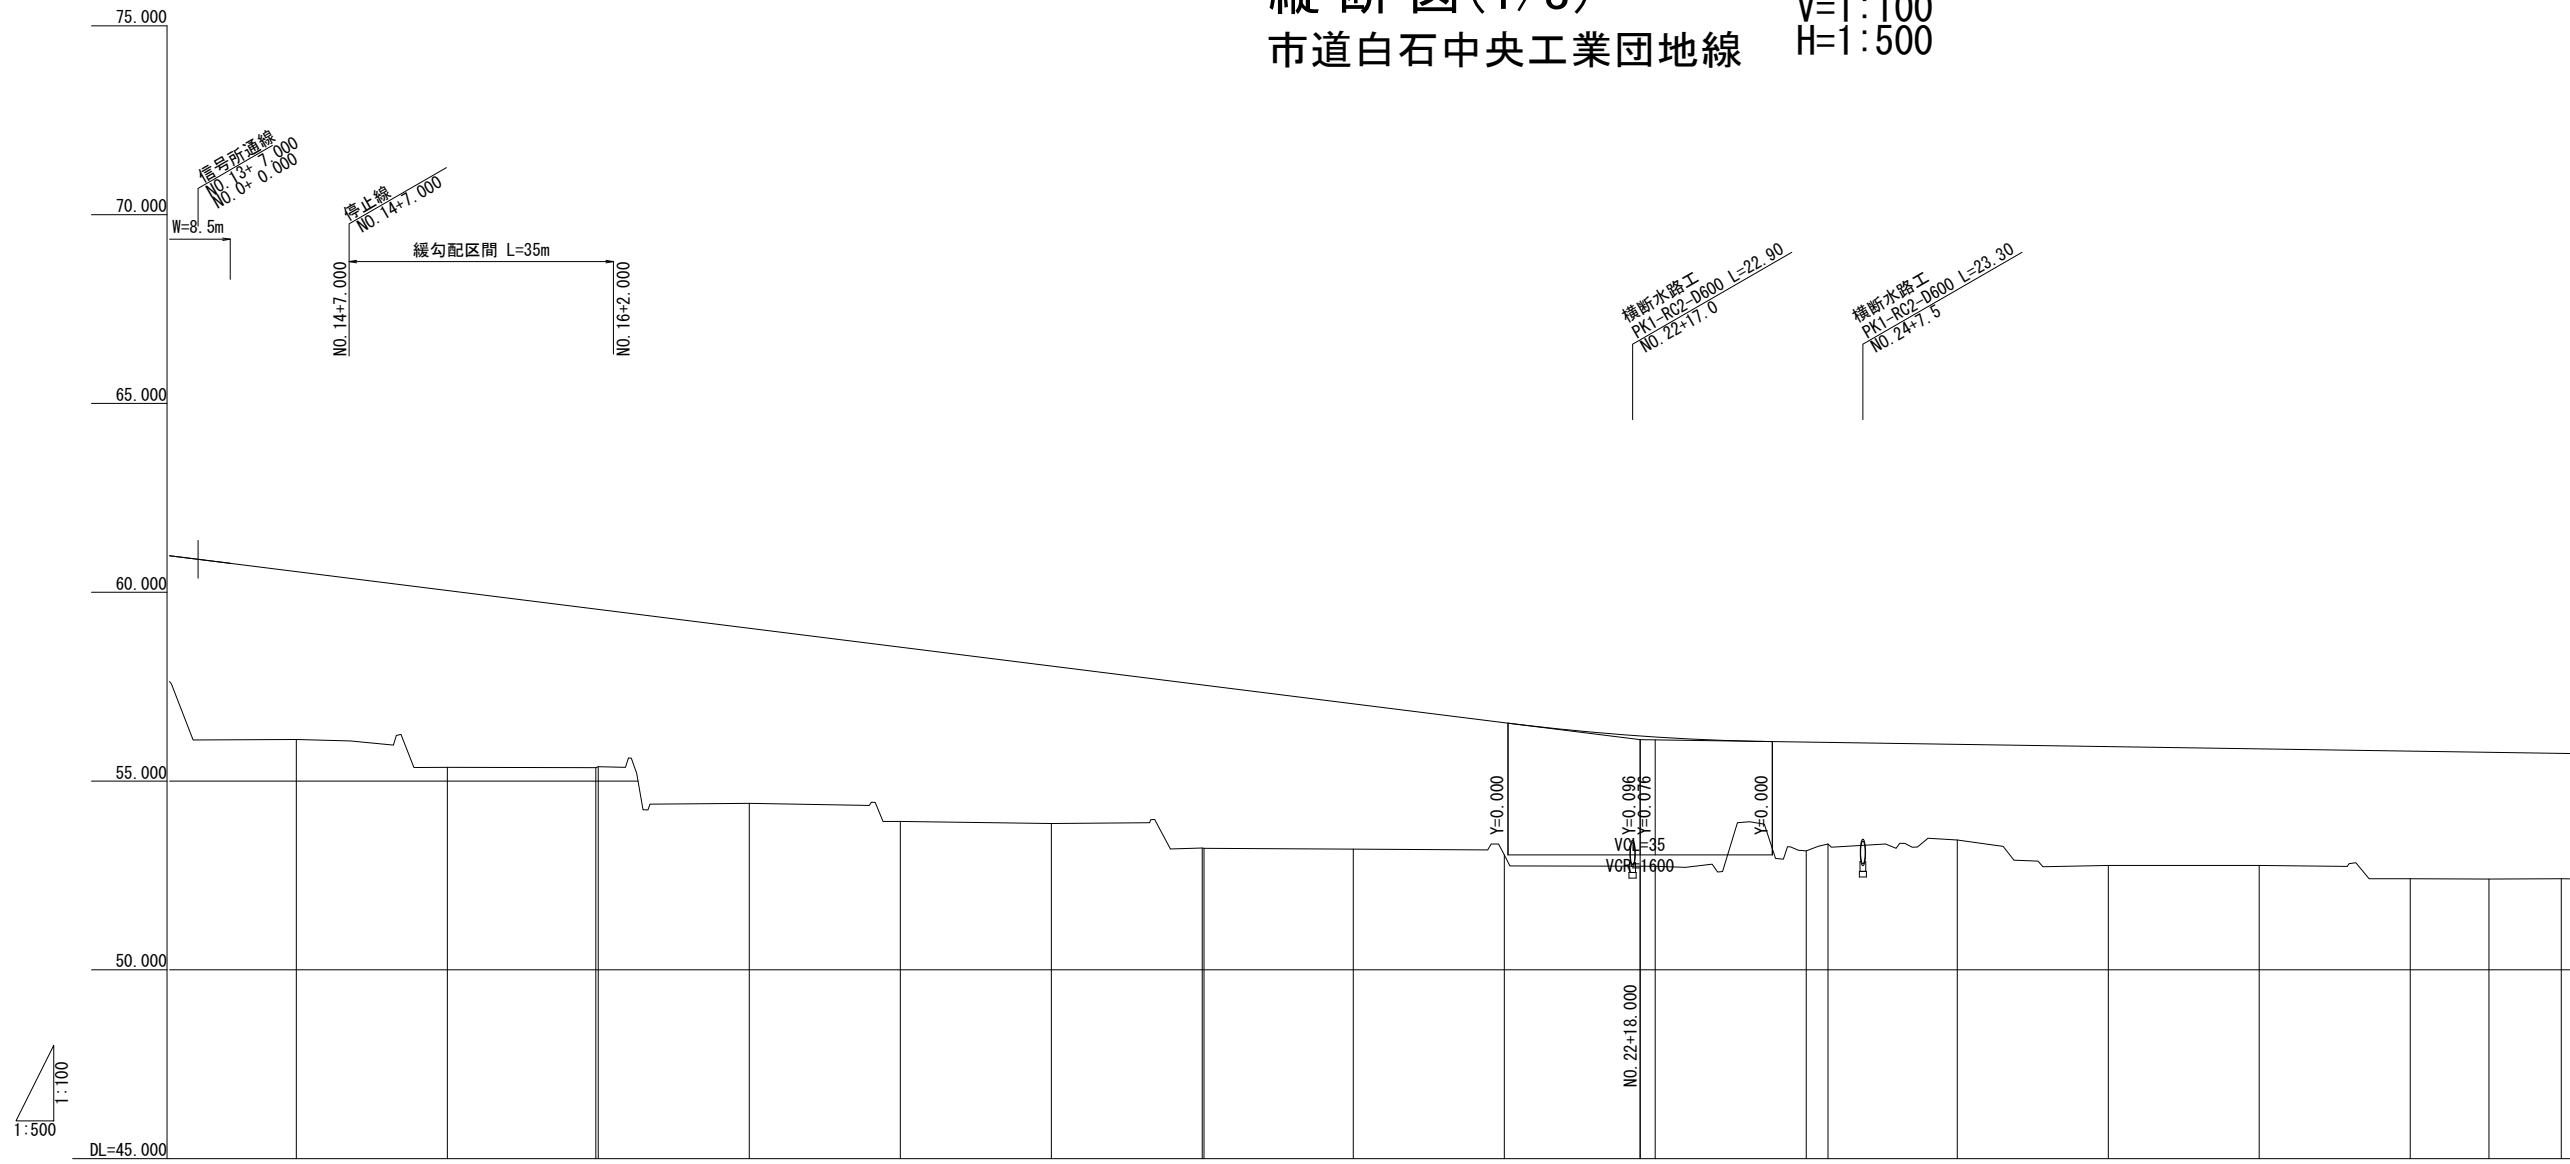 縦 断 図(1/3)
V=1:100
市道白石中央工業団地線
H=1:500
75.000
信号所通線
NO.13+ 7.000
NO.0+ 0.000
停止線
NO.14+7.000
70.000
W=8.5m
緩勾配区間 L=35m
NO.14+7.000
NO.16+2.000
横断水路工
PK1-RC2-D600 L=22.90
NO.22+17.0
横断水路工
PK1-RC2-D600 L=23.30
NO.24+7.5
65.000
60.000
55.000
Y=0.000
Y=0.096
Y=0.076
Y=0.000
VCL=35
VCR=1600
50.000
NO.22+18.000
1:100
1:500
DL=45.000